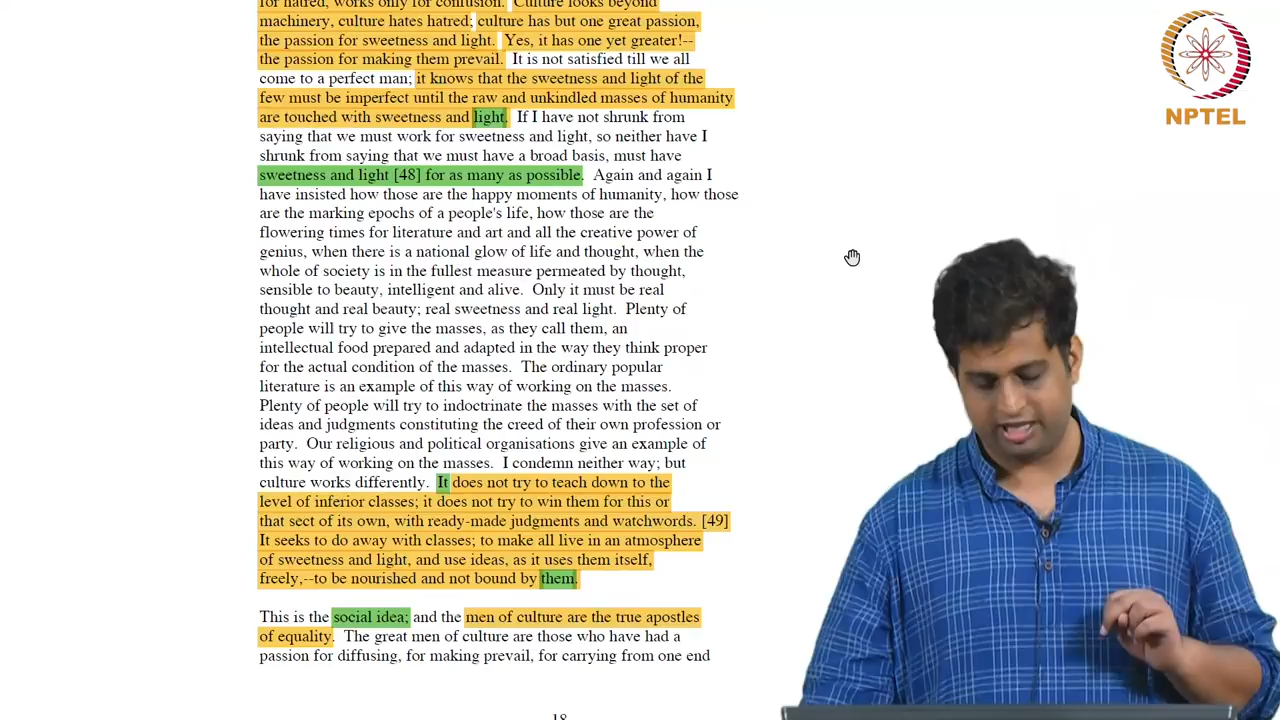 for hatred, works only for confusion. Culture looks beyond
machinery, culture hates hatred; culture has but one great passion,
the passion for sweetness and light. Yes, it has one yet greater!--
the passion for making them prevail. It is not satisfied till we all
come to a perfect man; it knows that the sweetness and light of the
few must be imperfect until the raw and unkindled masses of humanity
are touched with sweetness and light. If I have not shrunk from
saying that we must work for sweetness and light, so neither have I
shrunk from saying that we must have a broad basis, must have
sweetness and light [48] for as many as possible. Again and again I
have insisted how those are the happy moments of humanity, how those
are the marking epochs of a people's life, how those are the
flowering times for literature and art and all the creative power of
genius, when there is a national glow of life and thought, when the
whole of society is in the fullest measure permeated by thought,
sensible to beauty, intelligent and alive. Only it must be real
thought and real beauty; real sweetness and real light. Plenty of
people will try to give the masses, as they call them, an
intellectual food prepared and adapted in the way they think proper
for the actual condition of the masses. The ordinary popular
literature is an example of this way of working on the masses.
Plenty of people will try to indoctrinate the masses with the set of
ideas and judgments constituting the creed of their own profession or
party. Our religious and political organisations give an example of
this way of working on the masses. I condemn neither way; but
culture works differently. It does not try to teach down to the
level of inferior classes; it does not try to win them for this or
that sect of its own, with ready-made judgments and watchwords. [49]
It seeks to do away with classes; to make all live in an atmosphere
of sweetness and light, and use ideas, as it uses them itself,
freely,--to be nourished and not bound by them.
This is the social idea; and the men of culture are the true apostles
of equality. The great men of culture are those who have had a
passion for diffusing, for making prevail, for carrying from one end
18
NPTEL